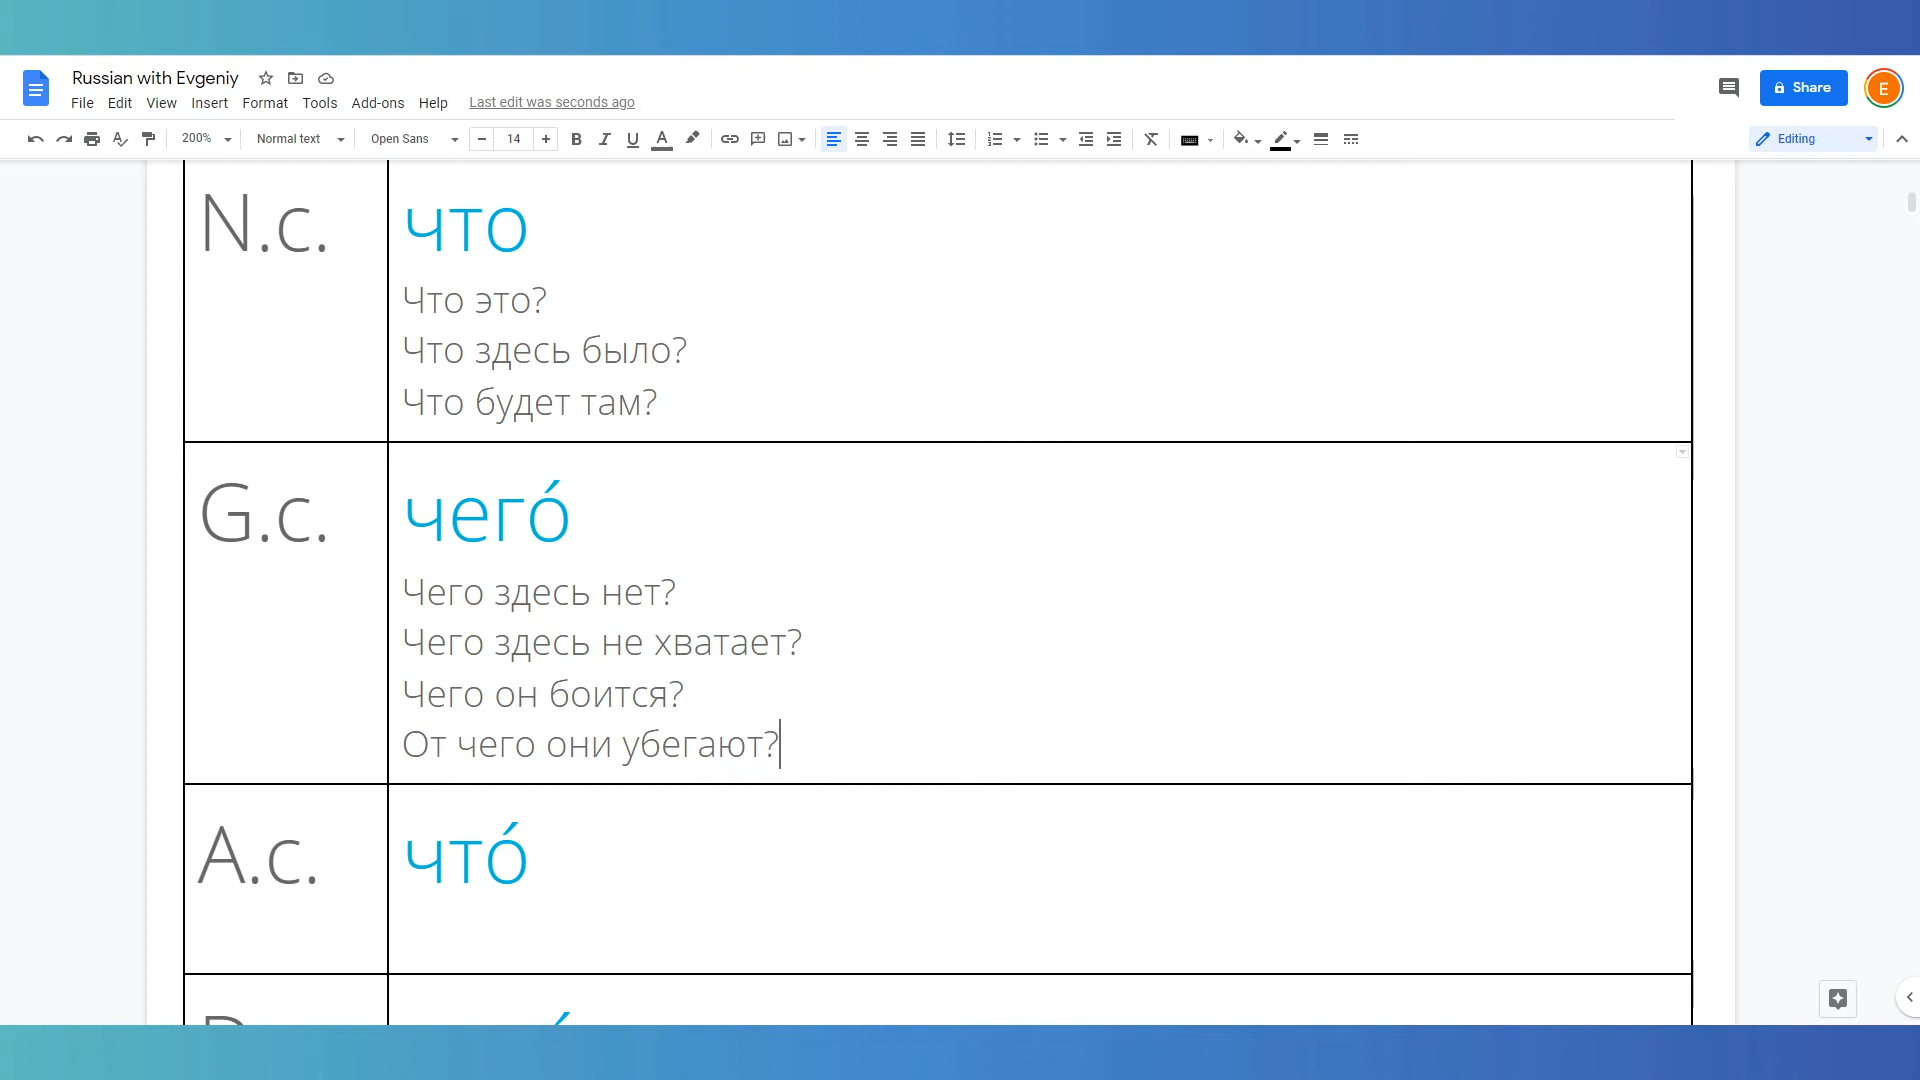 Russian with Evgeniy
File Edit View Insert Format Tools Add-ons Help Last edit was seconds ago
Share
E
200% Normal text Open Sans 14 B I U A
Editing
N.c.
что
Что это?
Что здесь было?
Что будет там?
G.c.
чего́
Чего здесь нет?
Чего здесь не хватает?
Чего он боится?
От чего они убегают?
A.c.
что́